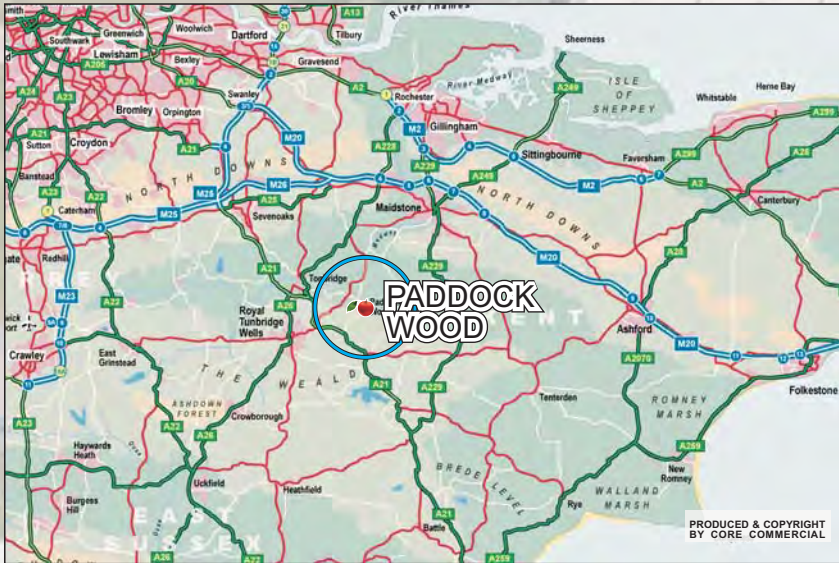 River Thames
A13
Southwark
Greenwich
Woolwich
Dartford
Tilbury
Lewisham
A205
Bexley
Gravesend
Sheerness
A24
A23
A20
Swanley
A2
Rochester
River Medway
A249
ISLE
OF
SHEPPEY
Whitstable
Herne Bay
Bromley
Orpington
M2
Gillingham
A299
A21
Sutton
Croydon
A21
M20
A228
A229
A249
Sittingbourne
Faversham
A299
A28
Banstead
A23
A22
NORTH DOWNS
M25
M26
M2
A2
Canterbury
Caterham
M25
A25
Sevenoaks
Maidstone
NORTH DOWNS
Redhill
A21
A229
M20
A28
M23
Tonbridge
PADDOCK
WOOD
KENT
Royal
Tunbridge
Wells
A26
Ashford
A22
M20
Crawley
East
Grinstead
THE WEALD
A21
A229
A2070
Folkestone
ASHDOWN
FOREST
Crowborough
Tenterden
ROMNEY
MARSH
A23
A22
A26
Haywards
Heath
A259
Uckfield
Heathfield
BREDE LEVEL
New
Romney
Burgess
Hill
A21
Rye
WALLAND
MARSH
EAST
SUSSEX
Battle
A26
A22
A259
PRODUCED & COPYRIGHT
BY CORE COMMERCIAL